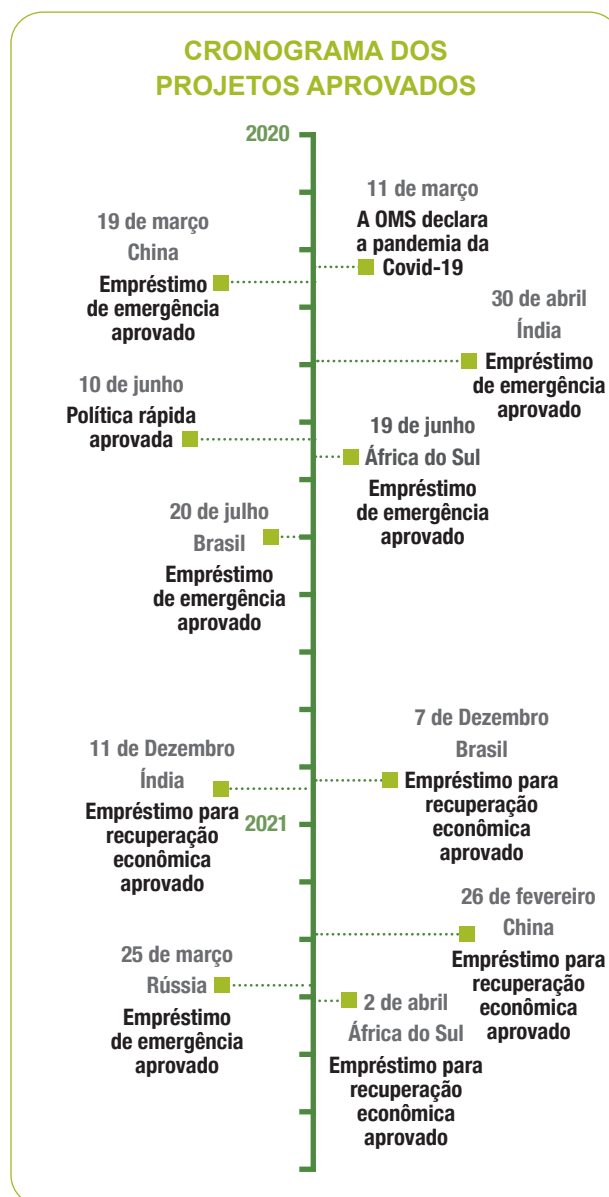 CRONOGRAMA DOS
PROJETOS APROVADOS
2020
11 de março
A OMS declara
a pandemia da
Covid-19
19 de março
China
Empréstimo
de emergência
aprovado
30 de abril
Índia
Empréstimo
de emergência
aprovado
10 de junho
Política rápida
aprovada
19 de junho
África do Sul
Empréstimo
de emergência
aprovado
20 de julho
Brasil
Empréstimo
de emergência
aprovado
7 de Dezembro
Brasil
Empréstimo para
recuperação
econômica
aprovado
11 de Dezembro
Índia
Empréstimo para
recuperação
econômica
aprovado
2021
26 de fevereiro
China
Empréstimo para
recuperação
econômica
aprovado
25 de março
Rússia
Empréstimo
de emergência
aprovado
2 de abril
África do Sul
Empréstimo para
recuperação
econômica
aprovado